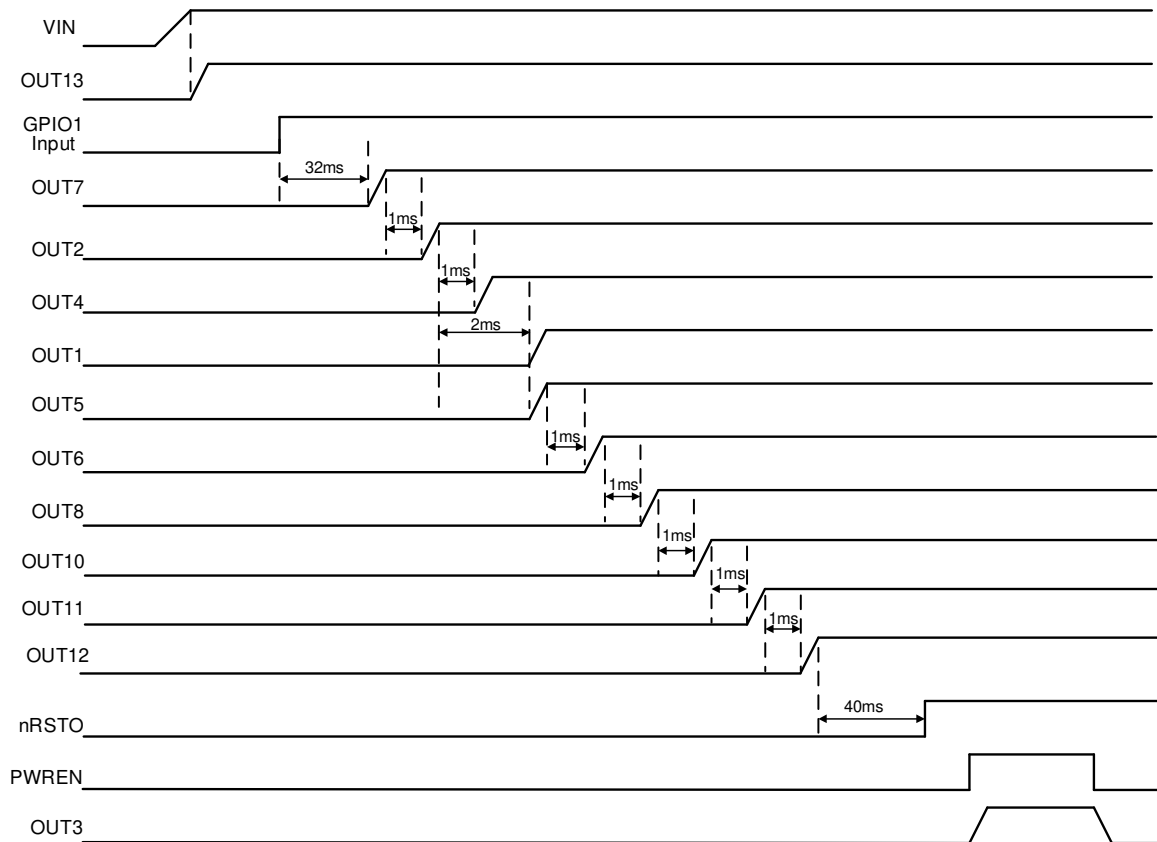 VIN
OUT13
GPIO1
Input
32ms
OUT7
1ms
OUT2
1ms
OUT4
2ms
OUT1
OUT5
1ms
OUT6
1ms
OUT8
1ms
OUT10
1ms
OUT11
1ms
OUT12
40ms
nRSTO
PWREN
OUT3